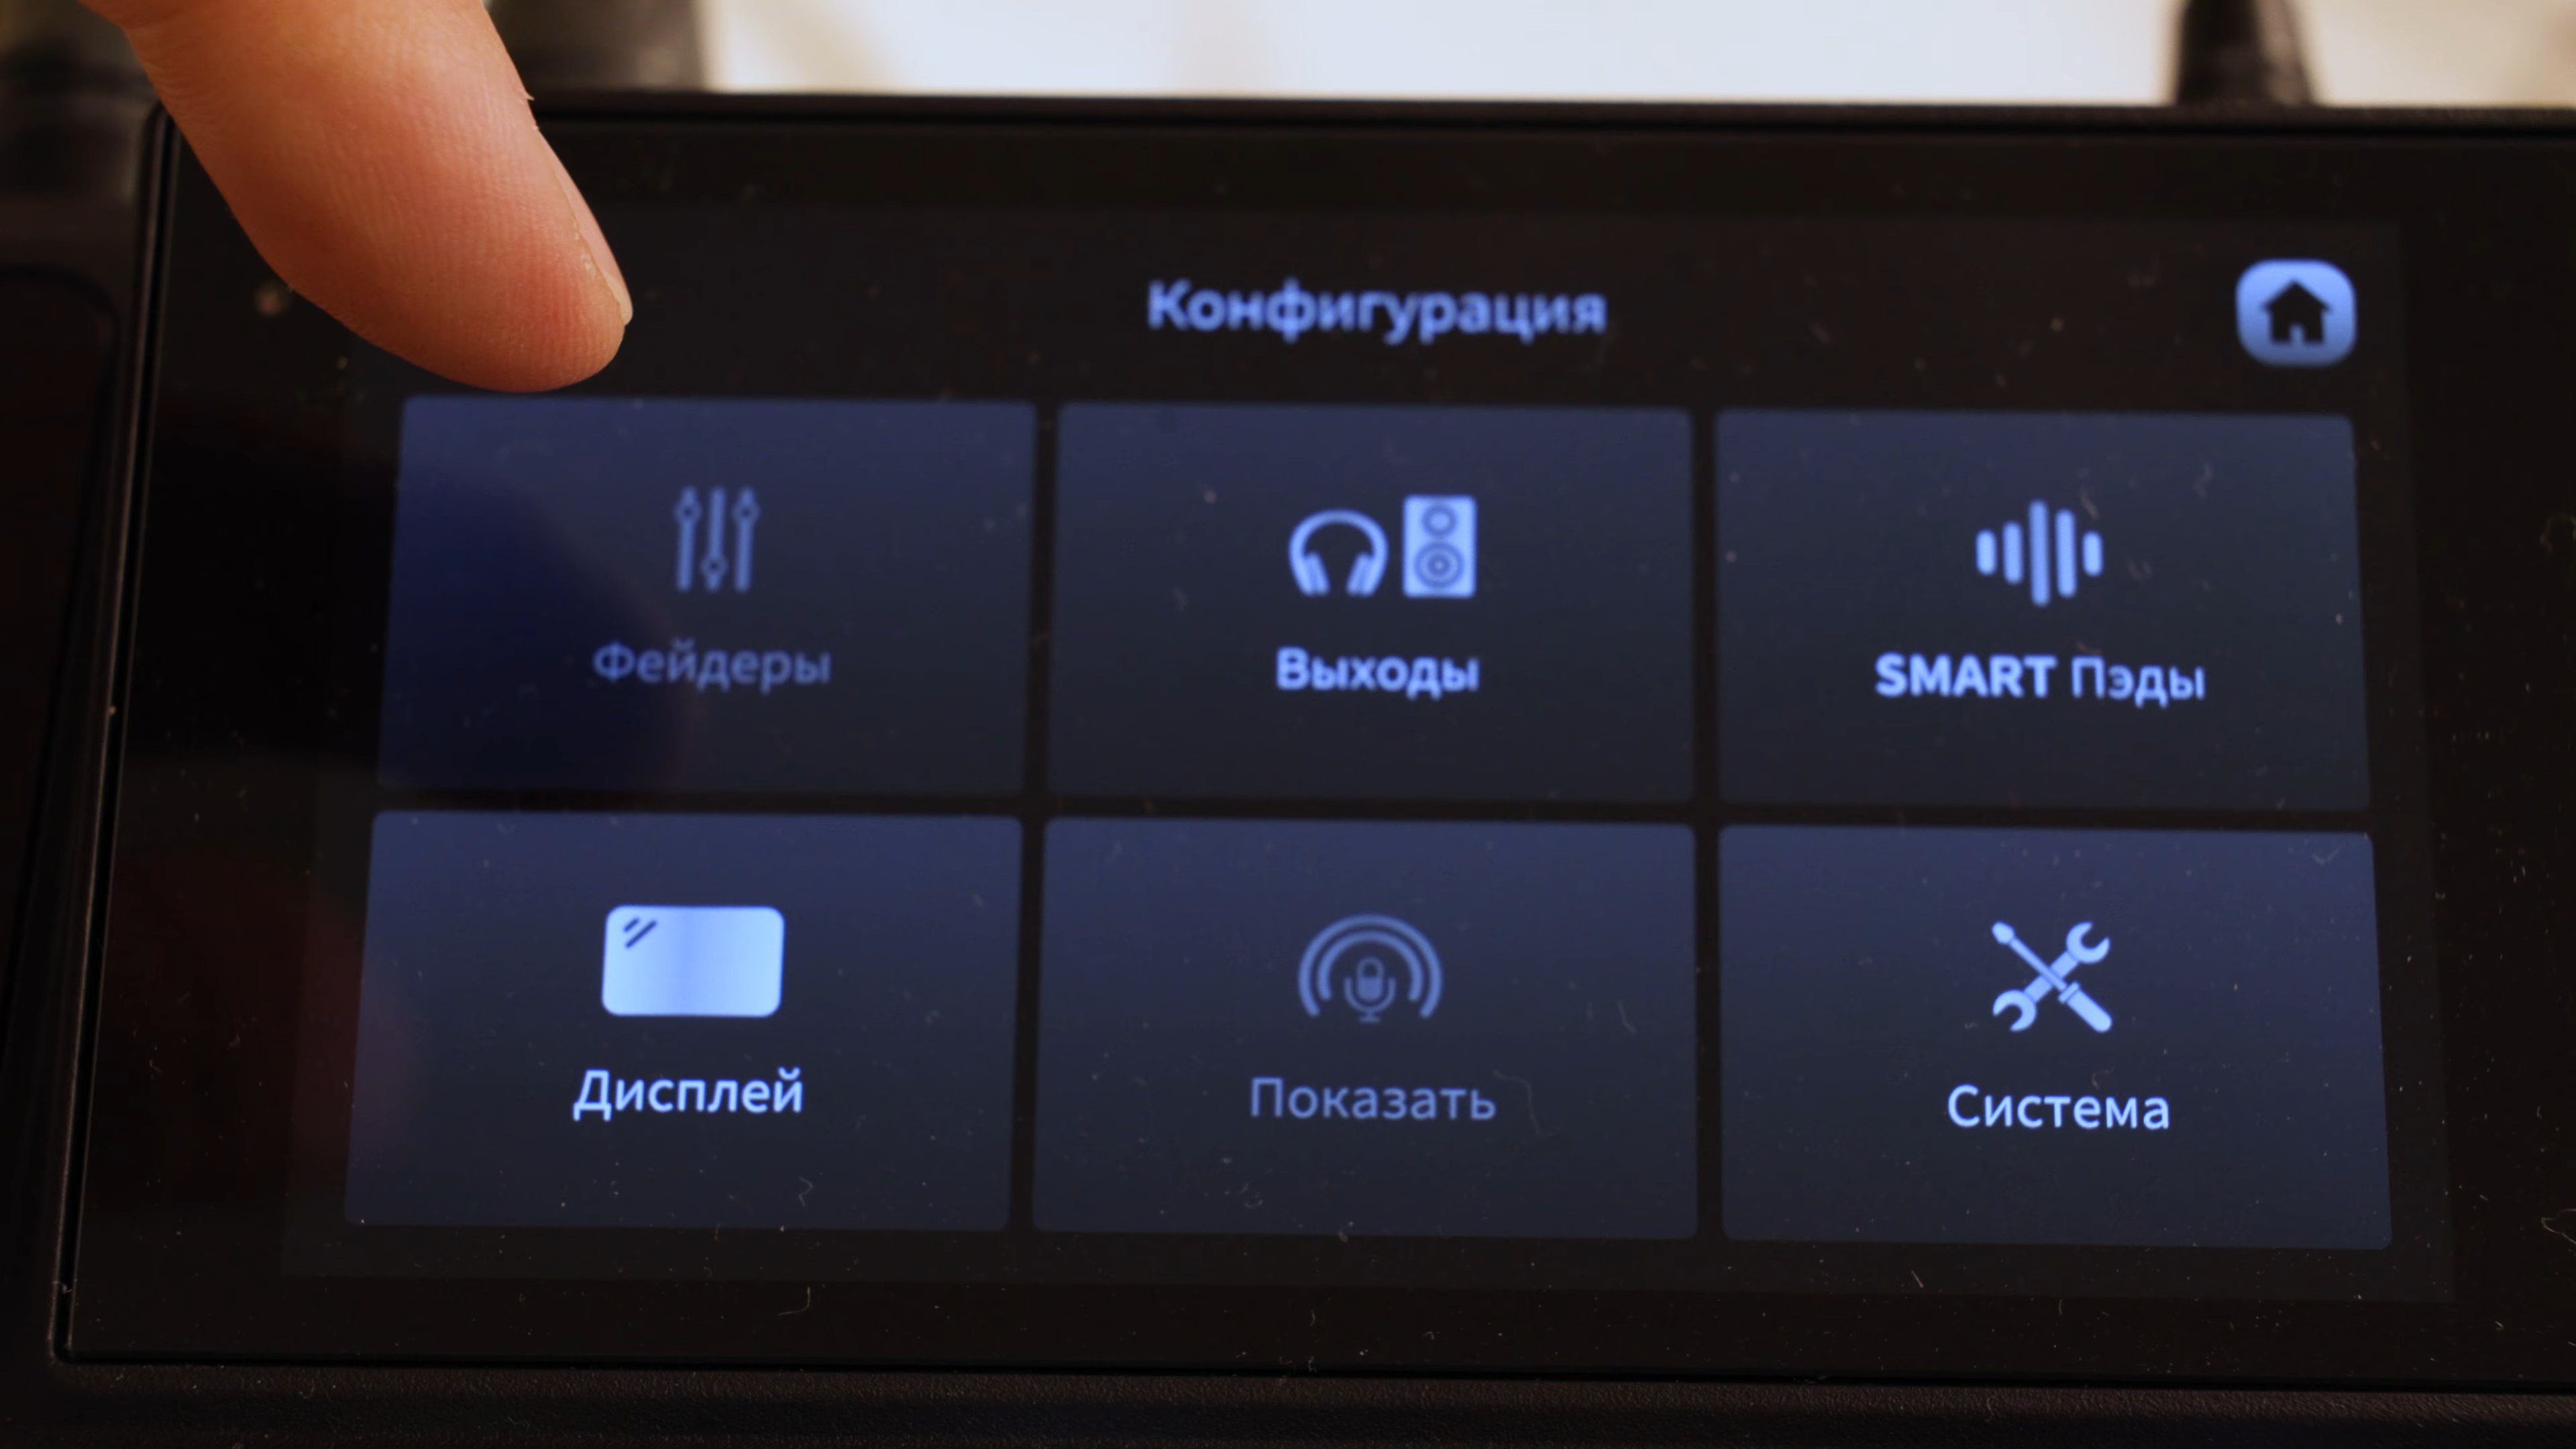 Конфигурация
Фейдеры
Выходы
SMART Пэды
Дисплей
Показать
Система